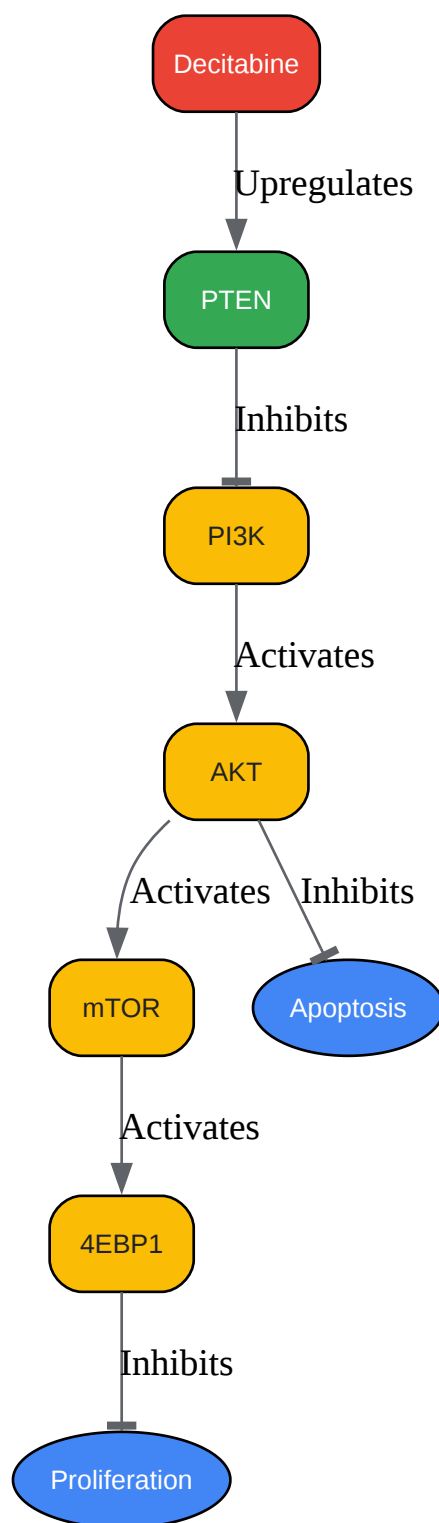 Decitabine
Upregulates
PTEN
Inhibits
PI3K
Activates
AKT
Activates
Inhibits
mTOR
Apoptosis
Activates
4EBP1
Inhibits
Proliferation